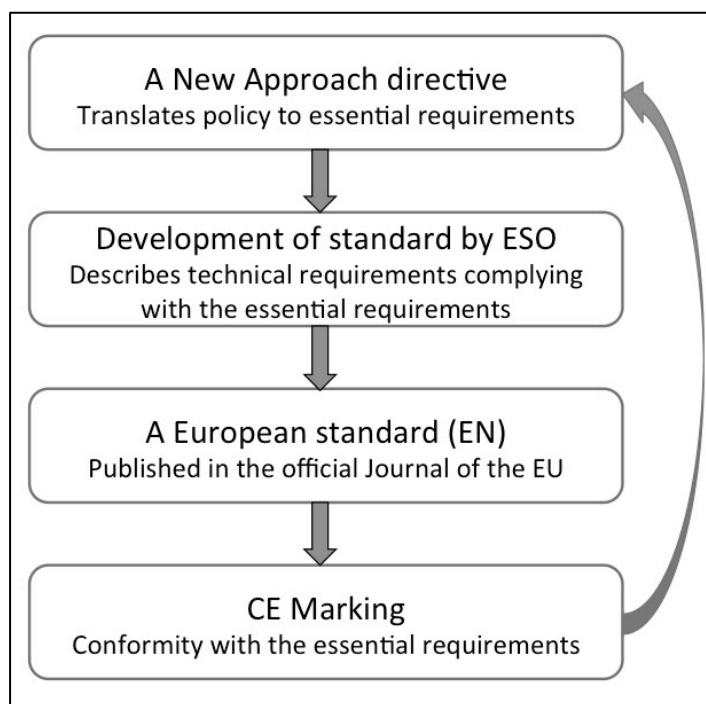 A New Approach directive
Translates policy to essential requirements
Development of standard by ESO
Describes technical requirements complying
with the essential requirements
A European standard (EN)
Published in the official Journal of the EU
CE Marking
Conformity with the essential requirements